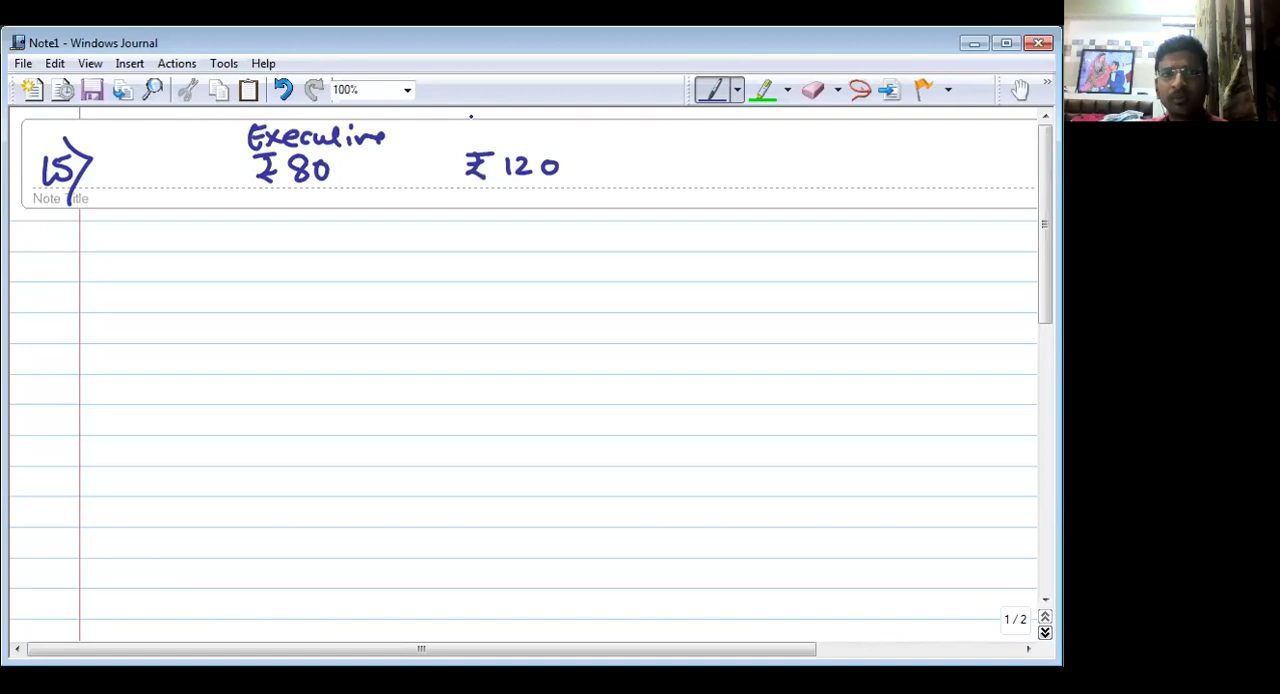 Note1 - Windows Journal
File Edit View Insert Actions Tools Help
100%
Executive
15) ₹ 80 ₹ 120
Note Title
1 / 2